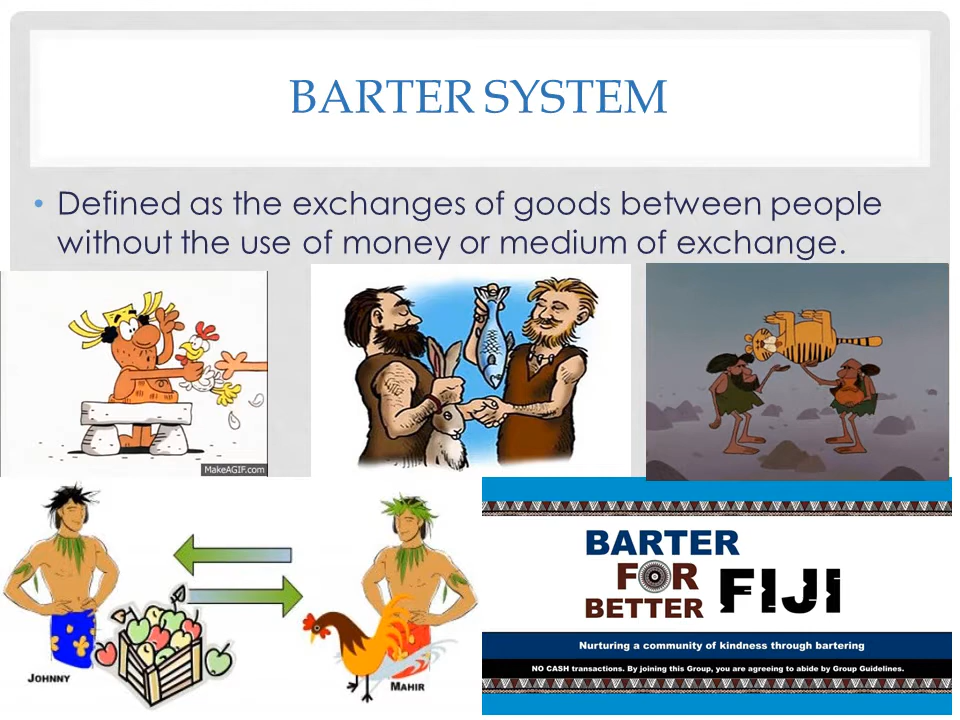 BARTER SYSTEM
• Defined as the exchanges of goods between people
without the use of money or medium of exchange.
MakeAGIF.com
JOHNNY
MAHIR
BARTER
FOR
BETTER
FIJI
Nurturing a community of kindness through bartering
NO CASH transactions. By joining this Group, you are agreeing to abide by Group Guidelines.